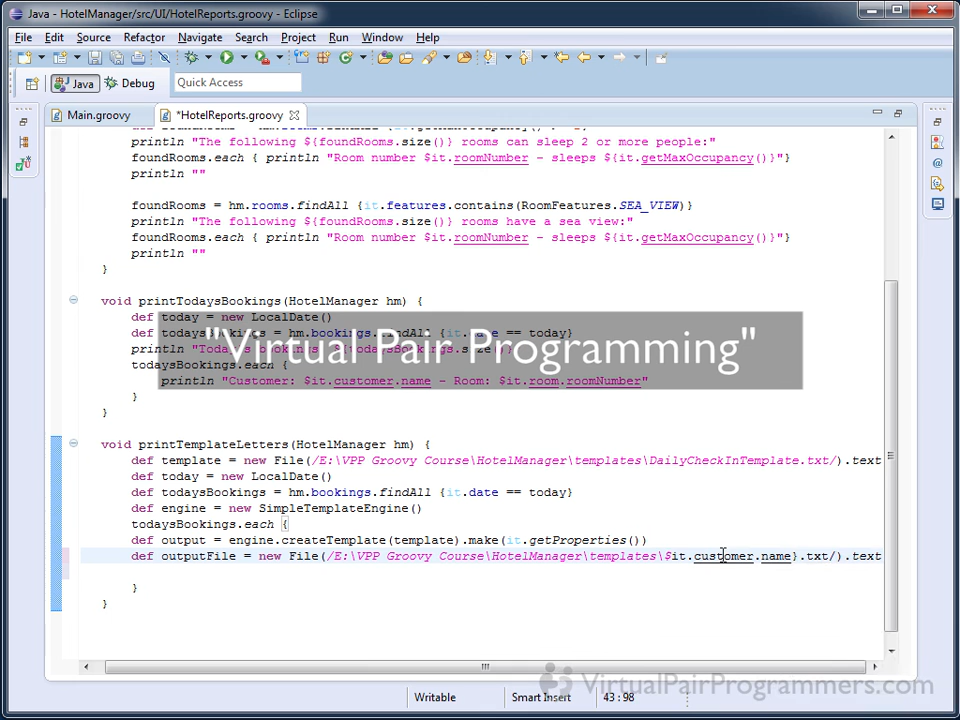 Java - HotelManager/src/UI/HotelReports.groovy - Eclipse
File Edit Source Refactor Navigate Search Project Run Window Help
Java Debug Quick Access
Main.groovy *HotelReports.groovy
println "The following ${foundRooms.size()} rooms can sleep 2 or more people:"
foundRooms.each { println "Room number $it.roomNumber - sleeps ${it.getMaxOccupancy()}"}
println ""
foundRooms = hm.rooms.findAll {it.features.contains(RoomFeatures.SEA_VIEW)}
println "The following ${foundRooms.size()} rooms have a sea view:"
foundRooms.each { println "Room number $it.roomNumber - sleeps ${it.getMaxOccupancy()}"}
println ""
}
void printTodaysBookings(HotelManager hm) {
def today = new LocalDate()
def todaysBookings = hm.bookings.findAll {it.date == today}
"Virtual Pair Programming"
todaysBookings.each {
println "Customer: $it.customer.name - Room: $it.room.roomNumber"
}
}
void printTemplateLetters(HotelManager hm) {
def template = new File(/E:\VPP Groovy Course\HotelManager\templates\DailyCheckInTemplate.txt/).text
def today = new LocalDate()
def todaysBookings = hm.bookings.findAll {it.date == today}
def engine = new SimpleTemplateEngine()
todaysBookings.each {
def output = engine.createTemplate(template).make(it.getProperties())
def outputFile = new File(/E:\VPP Groovy Course\HotelManager\templates\$it.customer.name}.txt/).text
}
}
VirtualPairProgrammers.com
Writable Smart Insert 43 : 98